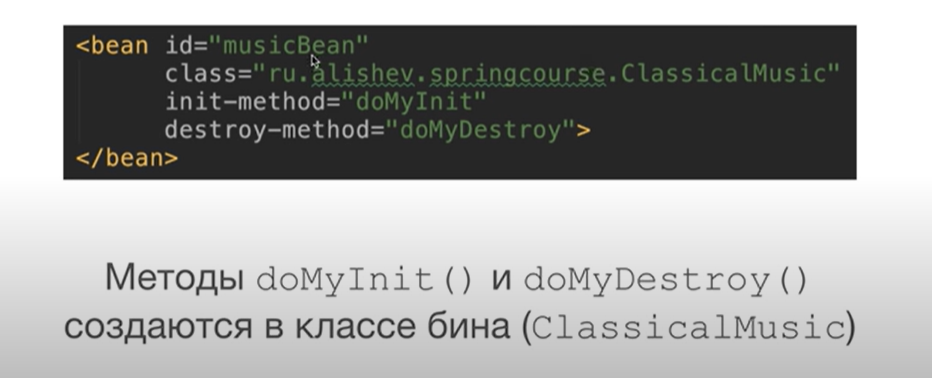 <bean id="musicBean"
class="ru.alishev.springcourse.ClassicalMusic"
init-method="doMyInit"
destroy-method="doMyDestroy">
</bean>
Методы doMyInit() и doMyDestroy()
создаются в классе бина (ClassicalMusic)